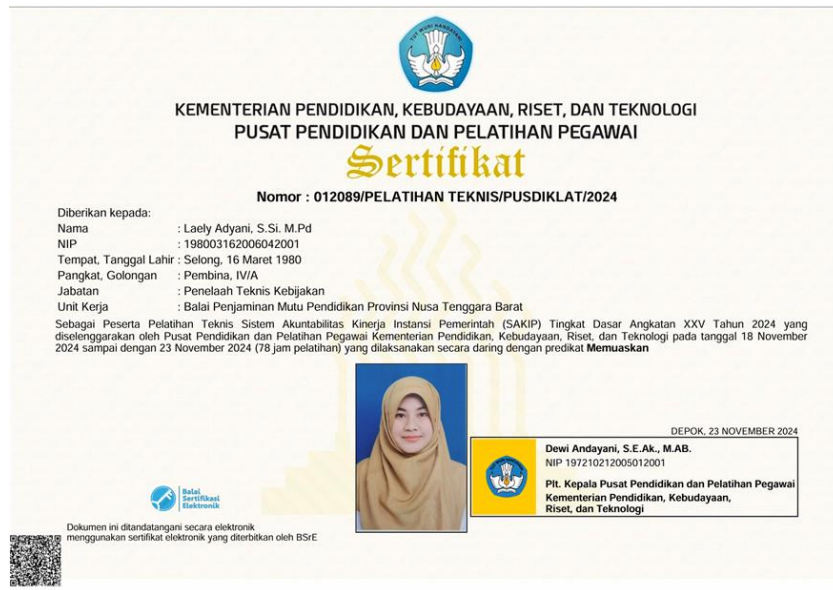 TUT WURI HANDAYANI
KEMENTERIAN PENDIDIKAN, KEBUDAYAAN, RISET, DAN TEKNOLOGI
PUSAT PENDIDIKAN DAN PELATIHAN PEGAWAI
Sertifikat
Nomor : 012089/PELATIHAN TEKNIS/PUSDIKLAT/2024
Diberikan kepada:
Nama : Laely Adyani, S.Si. M.Pd
NIP : 198003162006042001
Tempat, Tanggal Lahir : Selong, 16 Maret 1980
Pangkat, Golongan : Pembina, IV/A
Jabatan : Penelaah Teknis Kebijakan
Unit Kerja : Balai Penjaminan Mutu Pendidikan Provinsi Nusa Tenggara Barat
Sebagai Peserta Pelatihan Teknis Sistem Akuntabilitas Kinerja Instansi Pemerintah (SAKIP) Tingkat Dasar Angkatan XXV Tahun 2024 yang
diselenggarakan oleh Pusat Pendidikan dan Pelatihan Pegawai Kementerian Pendidikan, Kebudayaan, Riset, dan Teknologi pada tanggal 18 November
2024 sampai dengan 23 November 2024 (78 jam pelatihan) yang dilaksanakan secara daring dengan predikat Memuaskan
DEPOK, 23 NOVEMBER 2024
Dewi Andayani, S.E.Ak., M.AB.
NIP 197210212005012001
Plt. Kepala Pusat Pendidikan dan Pelatihan Pegawai
Kementerian Pendidikan, Kebudayaan,
Riset, dan Teknologi
Balai
Sertifikasi
Elektronik
Dokumen ini ditandatangani secara elektronik
menggunakan sertifikat elektronik yang diterbitkan oleh BSrE